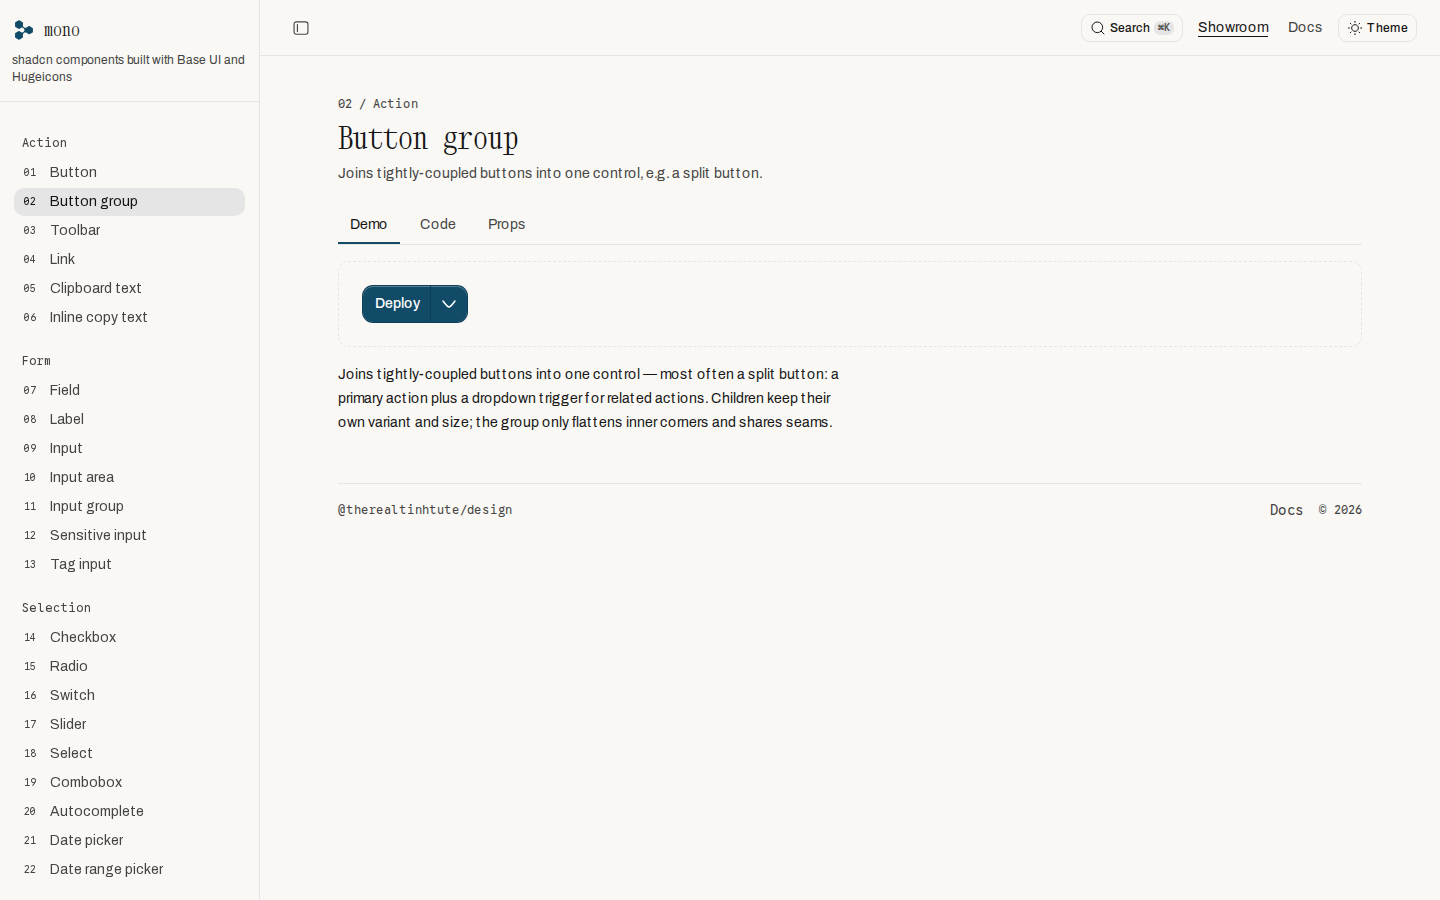 mono
shadcn components built with Base UI and
Hugeicons
Search ⌘K
Showroom
Docs
Theme
Action
01 Button
02 Button group
03 Toolbar
04 Link
05 Clipboard text
06 Inline copy text
Form
07 Field
08 Label
09 Input
10 Input area
11 Input group
12 Sensitive input
13 Tag input
Selection
14 Checkbox
15 Radio
16 Switch
17 Slider
18 Select
19 Combobox
20 Autocomplete
21 Date picker
22 Date range picker
02 / Action
Button group
Joins tightly-coupled buttons into one control, e.g. a split button.
Demo
Code
Props
Deploy
Joins tightly-coupled buttons into one control — most often a split button: a
primary action plus a dropdown trigger for related actions. Children keep their
own variant and size; the group only flattens inner corners and shares seams.
@therealtinhtute/design
Docs © 2026